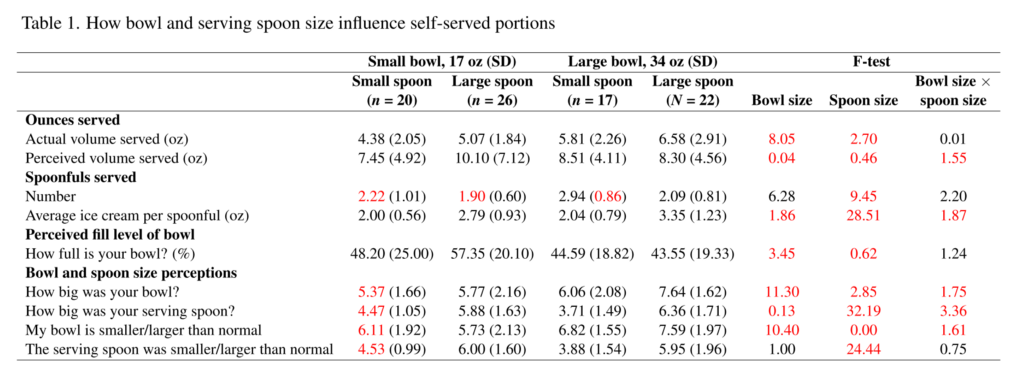 Table 1. How bowl and serving spoon size influence self-served portions
Small bowl, 17 oz (SD) Large bowl, 34 oz (SD) F-test
Small spoon Large spoon Small spoon Large spoon Bowl size ×
(n = 20) (n = 26) (n = 17) (N = 22) Bowl size Spoon size spoon size
Ounces served
Actual volume served (oz) 4.38 (2.05) 5.07 (1.84) 5.81 (2.26) 6.58 (2.91) 8.05 2.70 0.01
Perceived volume served (oz) 7.45 (4.92) 10.10 (7.12) 8.51 (4.11) 8.30 (4.56) 0.04 0.46 1.55
Spoonfuls served
Number 2.22 (1.01) 1.90 (0.60) 2.94 (0.86) 2.09 (0.81) 6.28 9.45 2.20
Average ice cream per spoonful (oz) 2.00 (0.56) 2.79 (0.93) 2.04 (0.79) 3.35 (1.23) 1.86 28.51 1.87
Perceived fill level of bowl
How full is your bowl? (%) 48.20 (25.00) 57.35 (20.10) 44.59 (18.82) 43.55 (19.33) 3.45 0.62 1.24
Bowl and spoon size perceptions
How big was your bowl? 5.37 (1.66) 5.77 (2.16) 6.06 (2.08) 7.64 (1.62) 11.30 2.85 1.75
How big was your serving spoon? 4.47 (1.05) 5.88 (1.63) 3.71 (1.49) 6.36 (1.71) 0.13 32.19 3.36
My bowl is smaller/larger than normal 6.11 (1.92) 5.73 (2.13) 6.82 (1.55) 7.59 (1.97) 10.40 0.00 1.61
The serving spoon was smaller/larger than normal 4.53 (0.99) 6.00 (1.60) 3.88 (1.54) 5.95 (1.96) 1.00 24.44 0.75